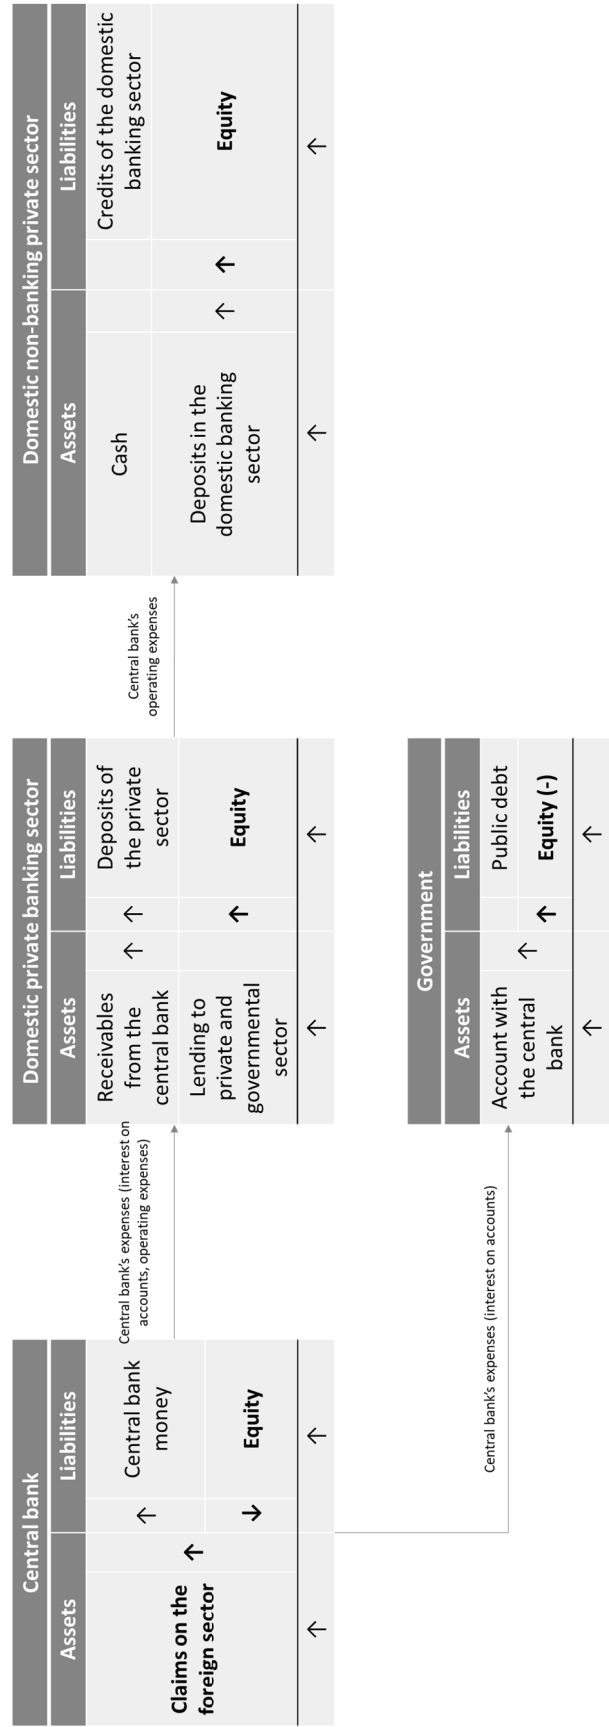 Central bank
Assets
Liabilities
Claims on the
foreign sector
Central bank
money
Equity
Central bank's expenses (interest on
accounts, operating expenses)
Domestic private banking sector
Assets
Liabilities
Receivables
from the
central bank
Deposits of
the private
sector
Lending to
private and
governmental
sector
Equity
Central bank's
operating expenses
Domestic non-banking private sector
Assets
Liabilities
Cash
Credits of the domestic
banking sector
Deposits in the
domestic banking
sector
Equity
Central bank's expenses (interest on accounts)
Government
Assets
Liabilities
Account with
the central
bank
Public debt
Equity (-)